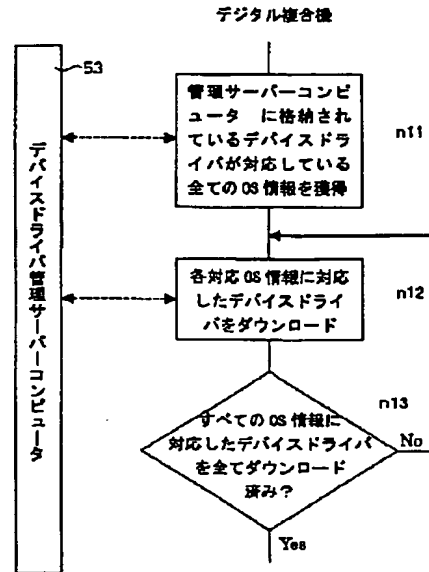 デジタル複合機
53
デバイスドライバ管理サーバーコンピュータ
管理サーバーコンピ
ュータ に格納され
ているデバイスドラ
イバが対応している
全てのOS情報を獲得
n11
各対応OS情報に対応
したデバイスドライ
バをダウンロード
n12
すべてのOS情報に
対応したデバイスドライバ
を全てダウンロード
済み？
n13
No
Yes